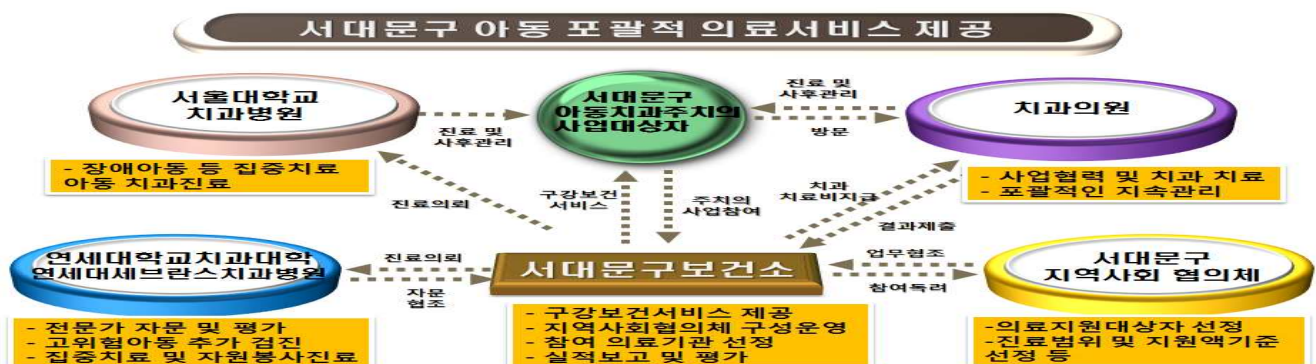 서대문구 아동 포괄적 의료서비스 제공
서울대학교
치과병원
서대문구
아동치과주치의
사업대상자
치과의원
진료 및
사후관리
진료 및
사후관리
방문
- 장애아동 등 집중치료
아동 치과진료
- 사업협력 및 치과 치료
- 포괄적인 지속관리
진료의뢰
구강보건
서비스
주치의
사업참여
치과
치료비지급
결과제출
연세대학교치과대학
연세대세브란스치과병원
진료의뢰
자문
협조
서대문구보건소
업무협조
참여독려
서대문구
지역사회 협의체
- 전문가 자문 및 평가
- 고위험아동 추가 검진
- 집중치료 및 자원봉사진료
- 구강보건서비스 제공
- 지역사회협의체 구성운영
- 참여 의료기관 선정
- 실적보고 및 평가
-의료지원대상자 선정
-진료범위 및 지원액기준
선정 등